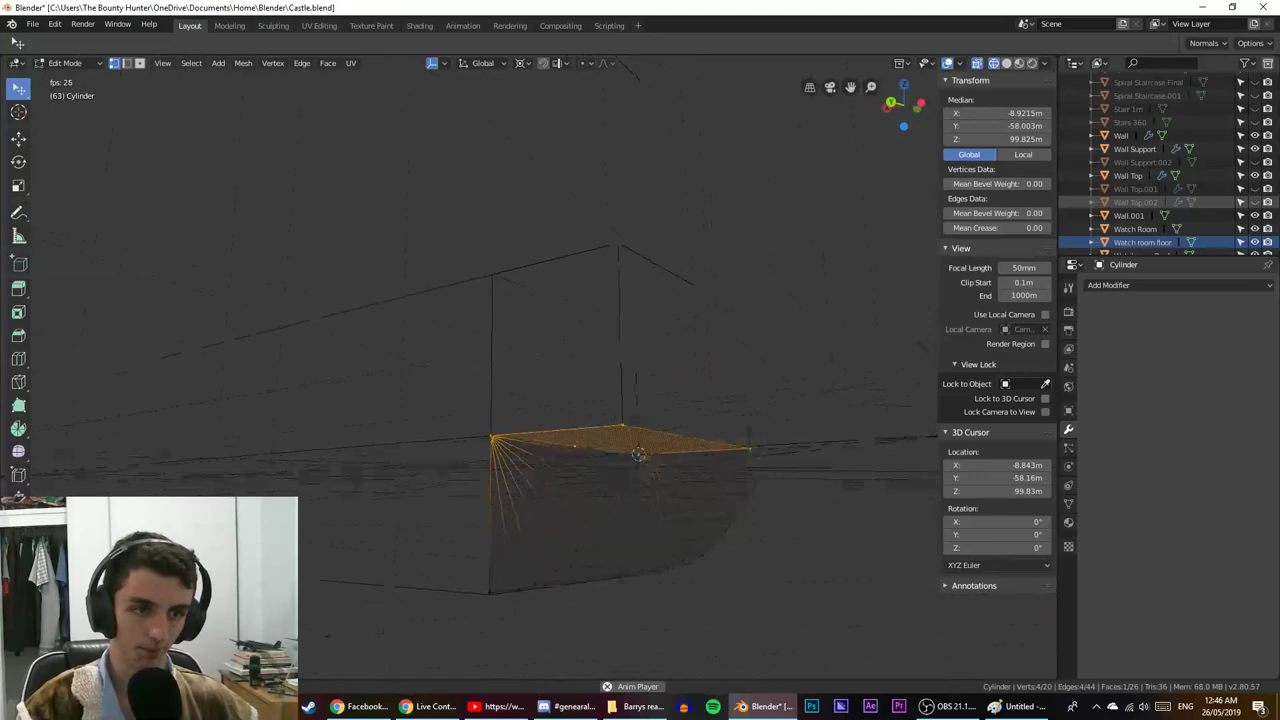 Blender* [C:\Users\The Bounty Hunter\OneDrive\Documents\Home\Blender\Castle.blend]
File Edit Render Window Help Layout Modeling Sculpting UV Editing Texture Paint Shading Animation Rendering Compositing Scripting + Scene View Layer
Normals Options
Edit Mode View Select Add Mesh Vertex Edge Face UV Global
fps: 25
(63) Cylinder
Transform
Median:
X: -8.9215m
Y: -58.003m
Z: 99.825m
Global Local
Vertices Data:
Mean Bevel Weight: 0.00
Edges Data:
Mean Bevel Weight: 0.00
Mean Crease: 0.00
View
Focal Length 50mm
Clip Start 0.1m
End 1000m
Use Local Camera
Local Camera Cam...
Render Region
View Lock
Lock to Object
Lock to 3D Cursor
Lock Camera to View
3D Cursor
Location:
X: -8.843m
Y: -58.16m
Z: 99.83m
Rotation:
X: 0°
Y: 0°
Z: 0°
XYZ Euler
Annotations
Spiral Staircase Final
Spiral Staircase.001
Stair 1m
Stares 360
Wall
Wall Support
Wall Support.002
Wall Top
Wall Top.001
Wall Top.002
Wall.001
Watch Room
Watch room floor
Cylinder
Add Modifier
Anim Player
Cylinder | Verts:4/20 | Edges:4/44 | Faces:1/26 | Tris:36 | Mem: 68.0 MB | v2.80.57
Facebook... Live Cont... https://w... #genearal... Barrys rea... Blender* [... Ps Ae Pr OBS 21.1.... Untitled -... 12:46 AM
26/05/2019